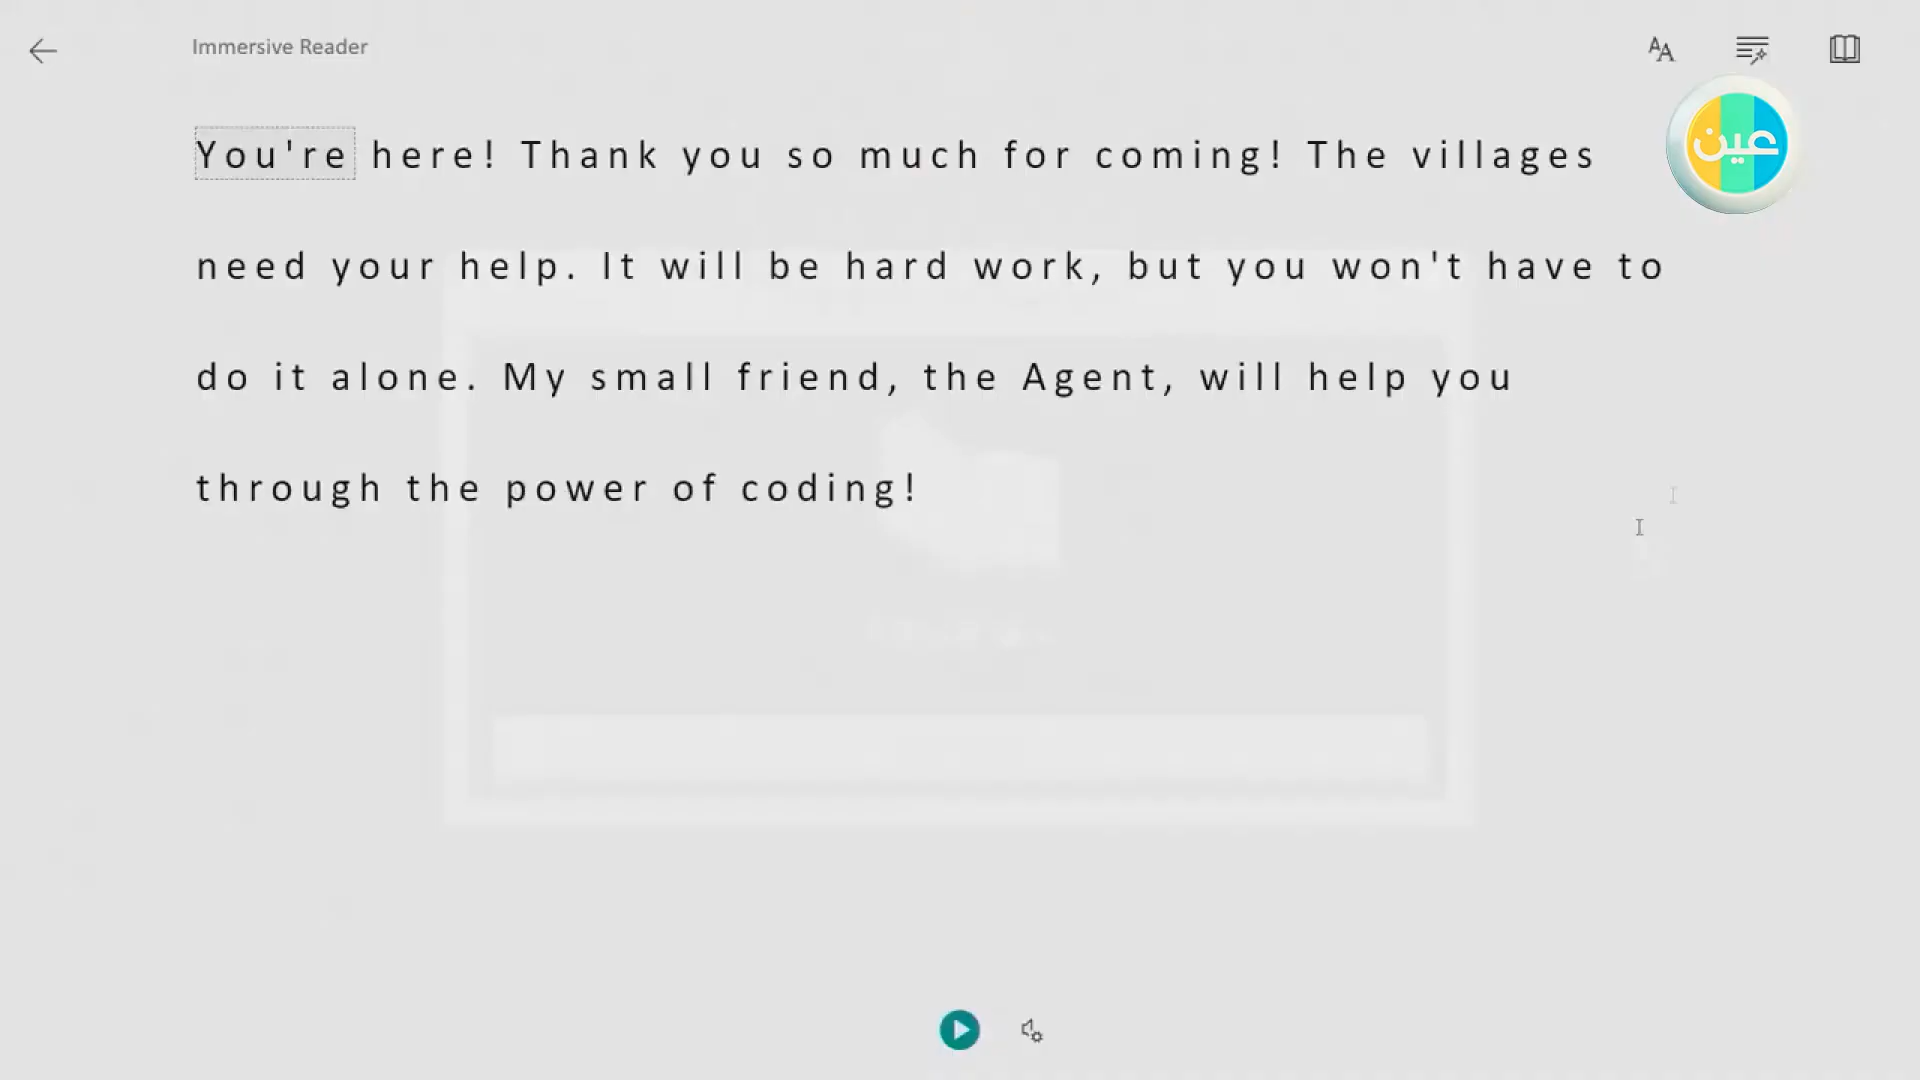 Immersive Reader
عين
You're here! Thank you so much for coming! The villages
need your help. It will be hard work, but you won't have to
do it alone. My small friend, the Agent, will help you
through the power of coding!